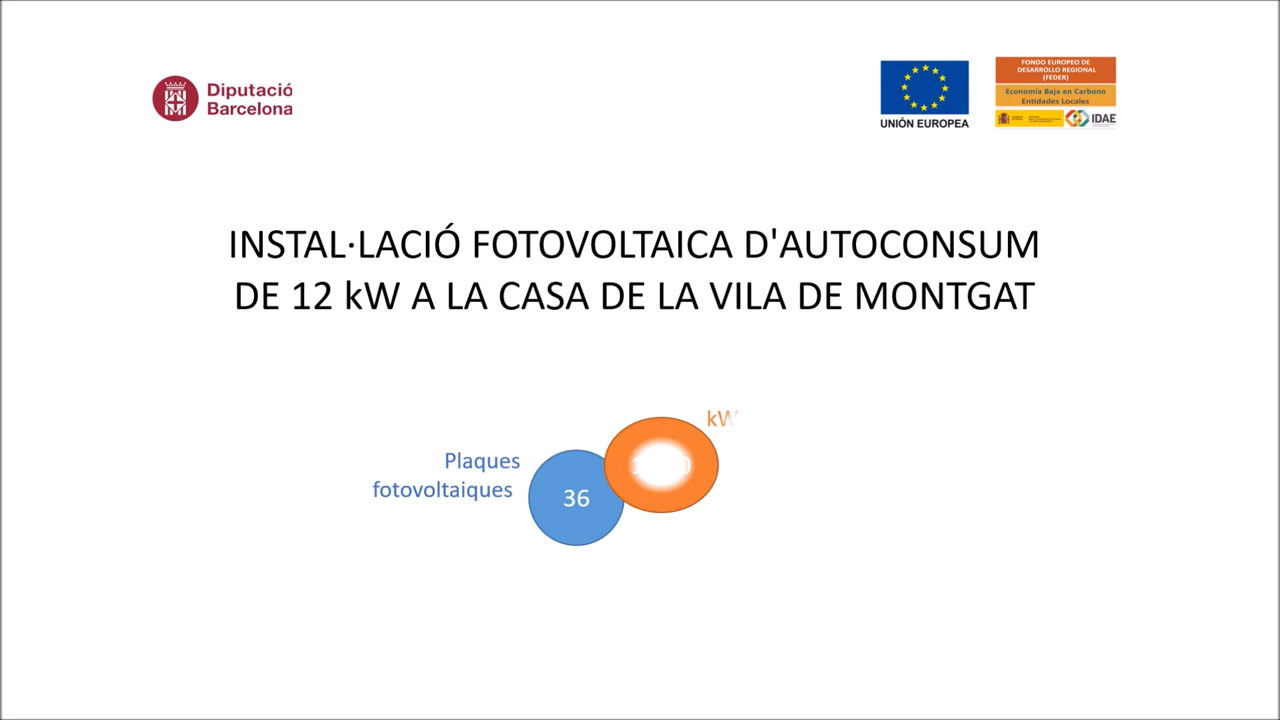 Diputació
Barcelona
UNIÓN EUROPEA
FONDO EUROPEO DE
DESARROLLO REGIONAL
(FEDER)
Economía Baja en Carbono
Entidades Locales
IDAE
INSTAL·LACIÓ FOTOVOLTAICA D'AUTOCONSUM
DE 12 kW A LA CASA DE LA VILA DE MONTGAT
kW
Plaques
fotovoltaiques
36